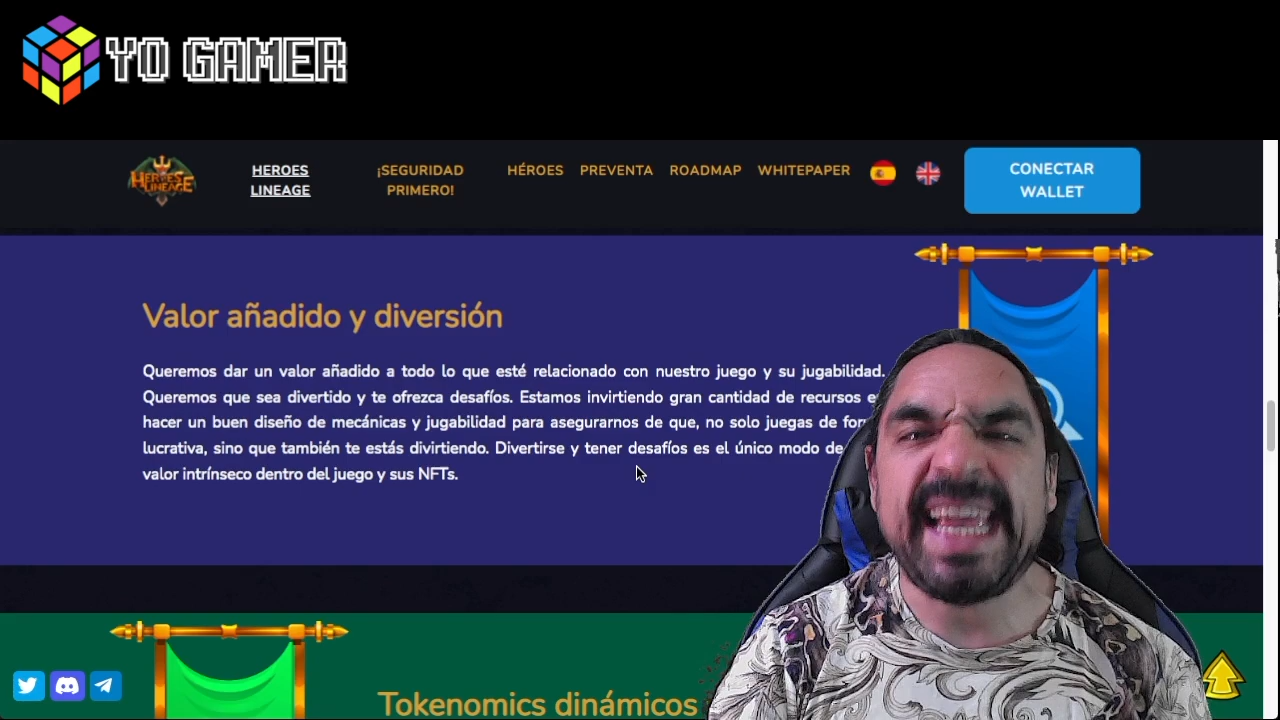 YO GAMER
HEROES LINEAGE
HEROES
LINEAGE
¡SEGURIDAD
PRIMERO!
HÉROES
PREVENTA
ROADMAP
WHITEPAPER
CONECTAR
WALLET
Valor añadido y diversión
Queremos dar un valor añadido a todo lo que esté relacionado con nuestro juego y su jugabilidad.
Queremos que sea divertido y te ofrezca desafíos. Estamos invirtiendo gran cantidad de recursos
hacer un buen diseño de mecánicas y jugabilidad para asegurarnos de que, no solo juegas de
lucrativa, sino que también te estás divirtiendo. Divertirse y tener desafíos es el único modo de
valor intrínseco dentro del juego y sus NFTs.
Tokenomics dinámicos